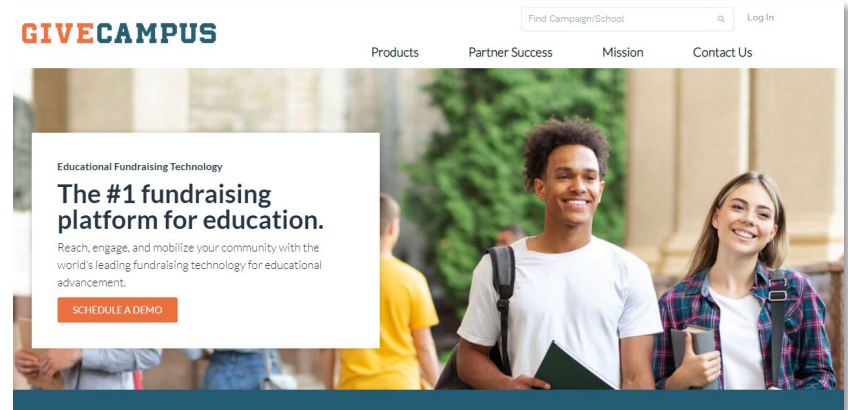 GIVECAMPUS
Find Campaign/School
Log In
Products
Partner Success
Mission
Contact Us
Educational Fundraising Technology
The #1 fundraising
platform for education.
Reach, engage, and mobilize your community with the
world's leading fundraising technology for educational
advancement.
SCHEDULE A DEMO